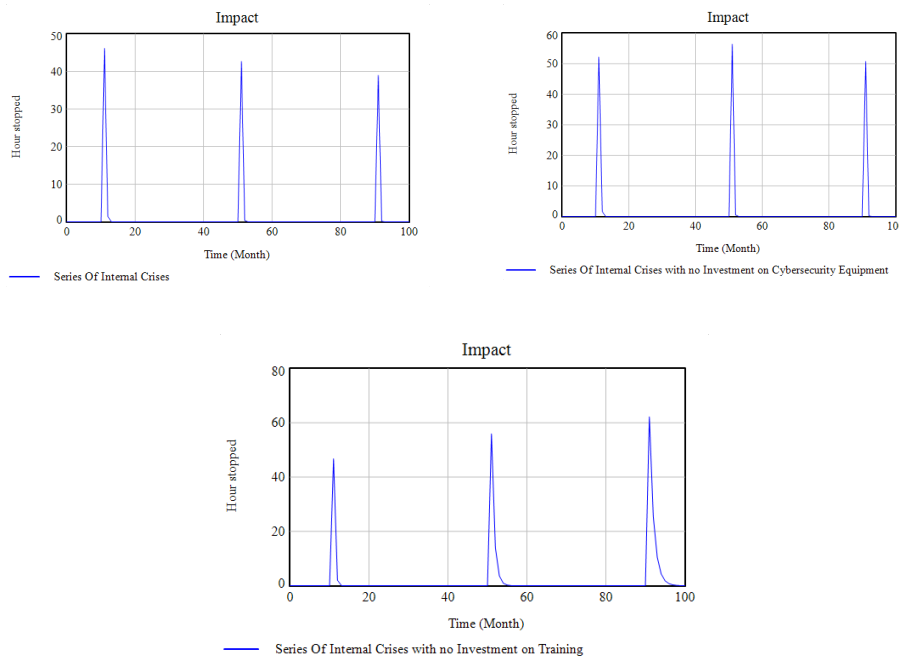 Impact
50
40
30
20
10
0
Hour stopped
0 20 40 60 80 100
Time (Month)
Series Of Internal Crises
Impact
60
50
40
30
20
10
0
Hour stopped
0 20 40 60 80
Time (Month)
Series Of Internal Crises with no Investment on Cybersecurity Equipment
Impact
80
60
40
20
0
Hour stopped
0 20 40 60 80 100
Time (Month)
Series Of Internal Crises with no Investment on Training